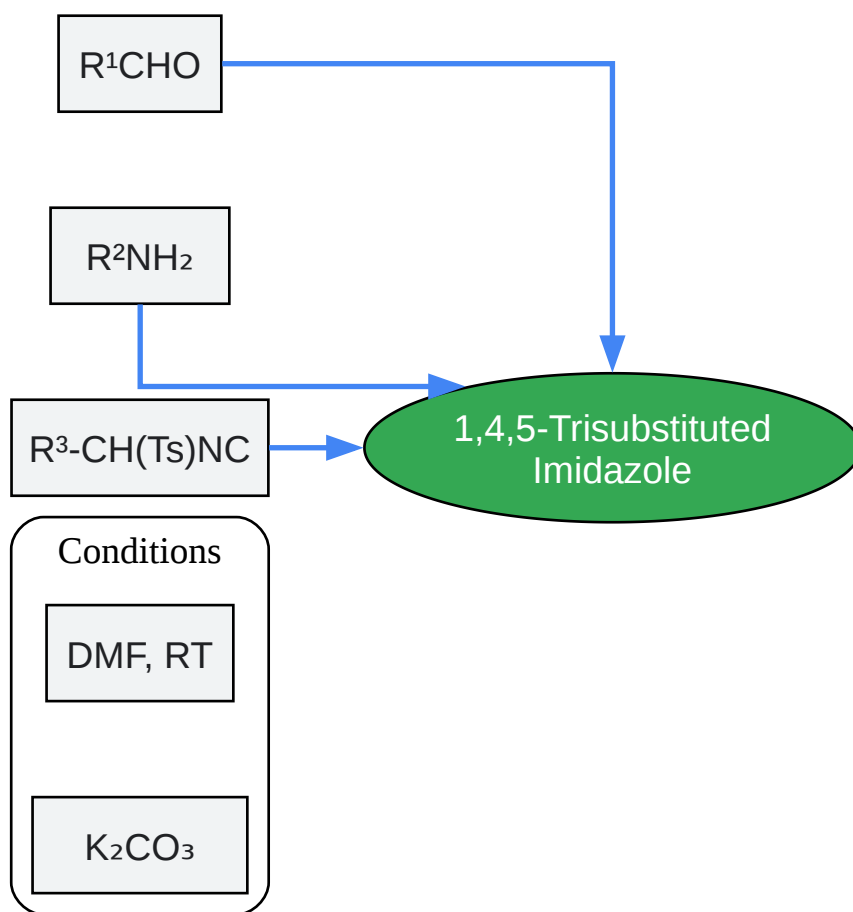 R¹CHO
R²NH₂
R³-CH(Ts)NC
1,4,5-Trisubstituted
Imidazole
Conditions
DMF, RT
K₂CO₃